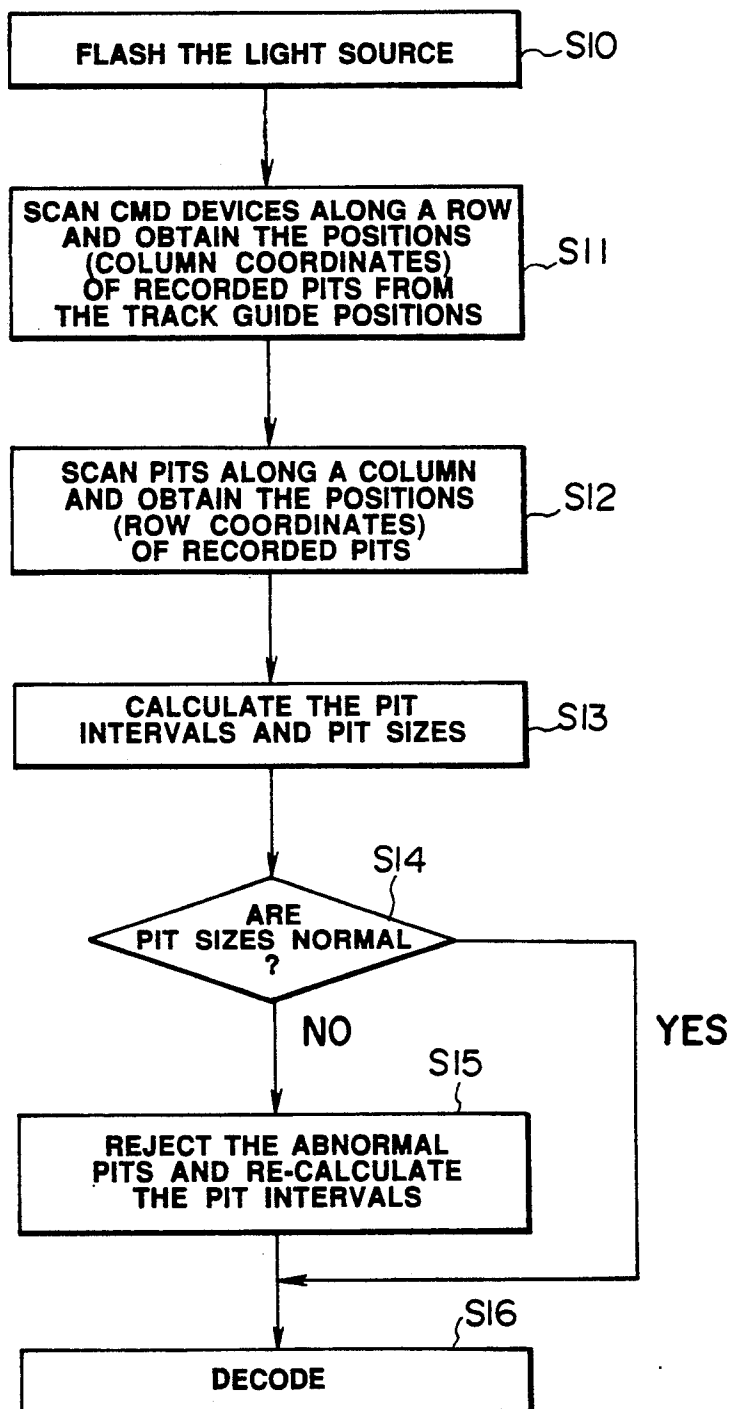 FLASH THE LIGHT SOURCE
S10
SCAN CMD DEVICES ALONG A ROW
AND OBTAIN THE POSITIONS
(COLUMN COORDINATES)
OF RECORDED PITS FROM
THE TRACK GUIDE POSITIONS
S11
SCAN PITS ALONG A COLUMN
AND OBTAIN THE POSITIONS
(ROW COORDINATES)
OF RECORDED PITS
S12
CALCULATE THE PIT
INTERVALS AND PIT SIZES
S13
S14
ARE
PIT SIZES NORMAL
?
NO
YES
S15
REJECT THE ABNORMAL
PITS AND RE-CALCULATE
THE PIT INTERVALS
S16
DECODE